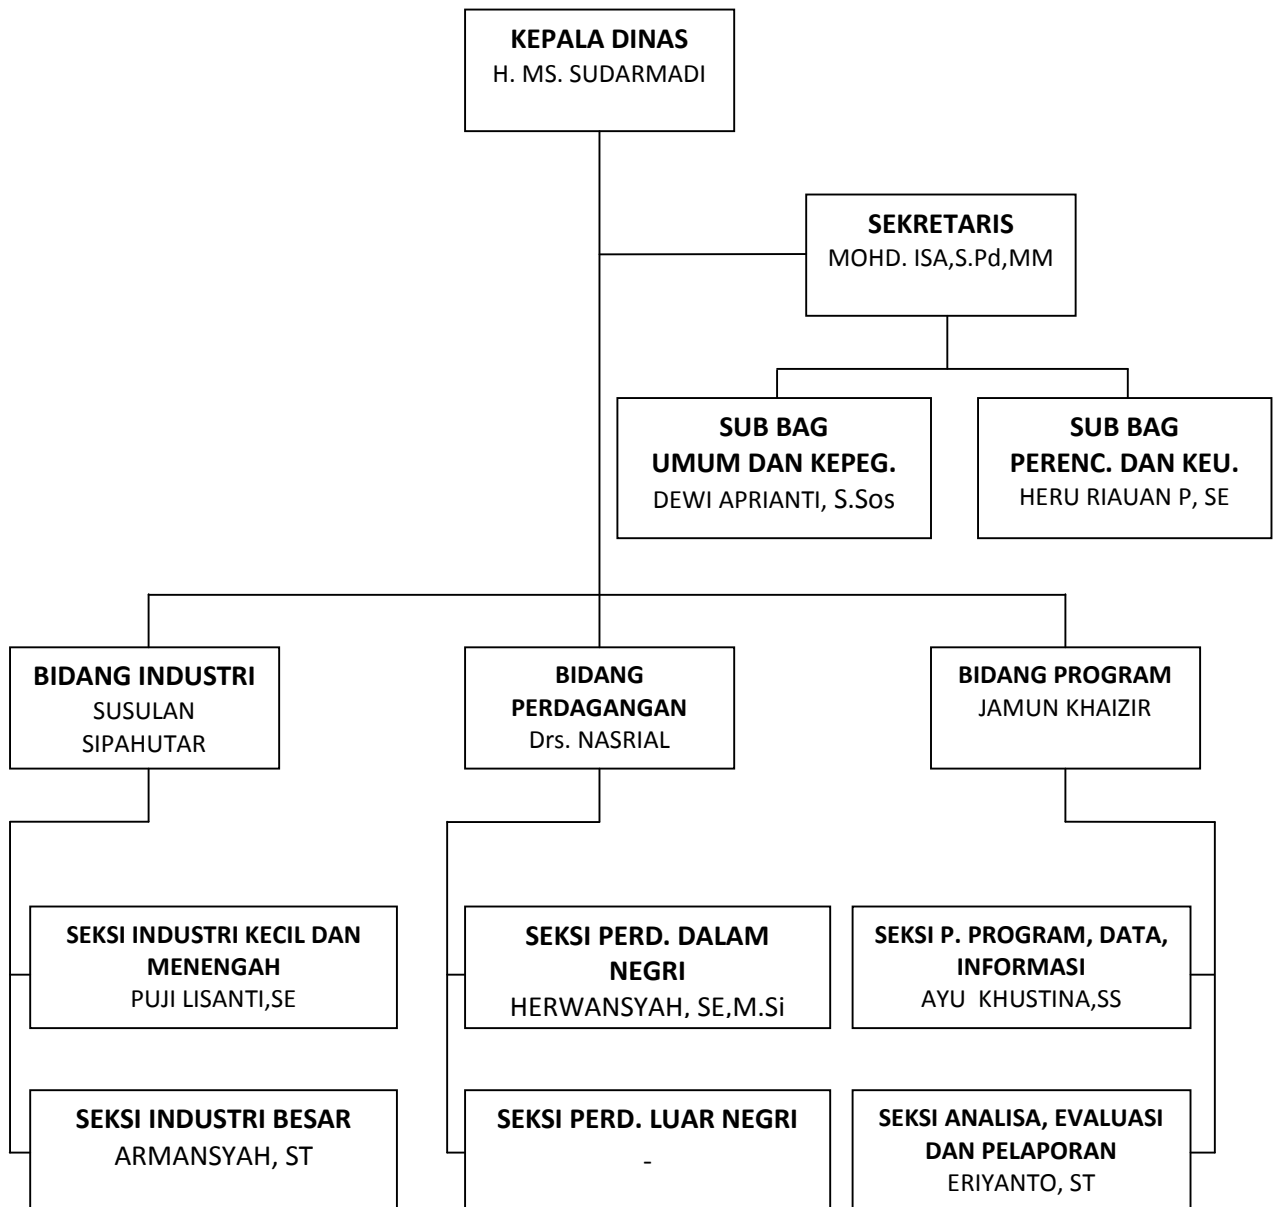 KEPALA DINAS
H. MS. SUDARMADI
SEKRETARIS
MOHD. ISA,S.Pd,MM
SUB BAG
UMUM DAN KEPEG.
DEWI APRIANTI, S.Sos
SUB BAG
PERENC. DAN KEU.
HERU RIAUAN P, SE
BIDANG INDUSTRI
SUSULAN
SIPAHUTAR
BIDANG
PERDAGANGAN
Drs. NASRIAL
BIDANG PROGRAM
JAMUN KHAIZIR
SEKSI INDUSTRI KECIL DAN
MENENGAH
PUJI LISANTI,SE
SEKSI PERD. DALAM
NEGRI
HERWANSYAH, SE,M.Si
SEKSI P. PROGRAM, DATA,
INFORMASI
AYU KHUSTINA,SS
SEKSI INDUSTRI BESAR
ARMANSYAH, ST
SEKSI PERD. LUAR NEGRI
-
SEKSI ANALISA, EVALUASI
DAN PELAPORAN
ERIYANTO, ST